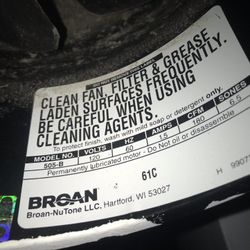 CLEAN FAN, FILTER & GREASE
LADEN SURFACES FREQUENTLY.
BE CAREFUL WHEN USING
CLEANING AGENTS.
To protect finish, wash with mild soap or detergent only.
MODEL NO. VOLTS HZ AMPS CFM SONES
505-B 120 60 1.5 180 6.5
Permanently lubricated motor - Do not oil or disassemble
61C H 9907
BROAN
Broan-NuTone LLC. Hartford, WI 53027